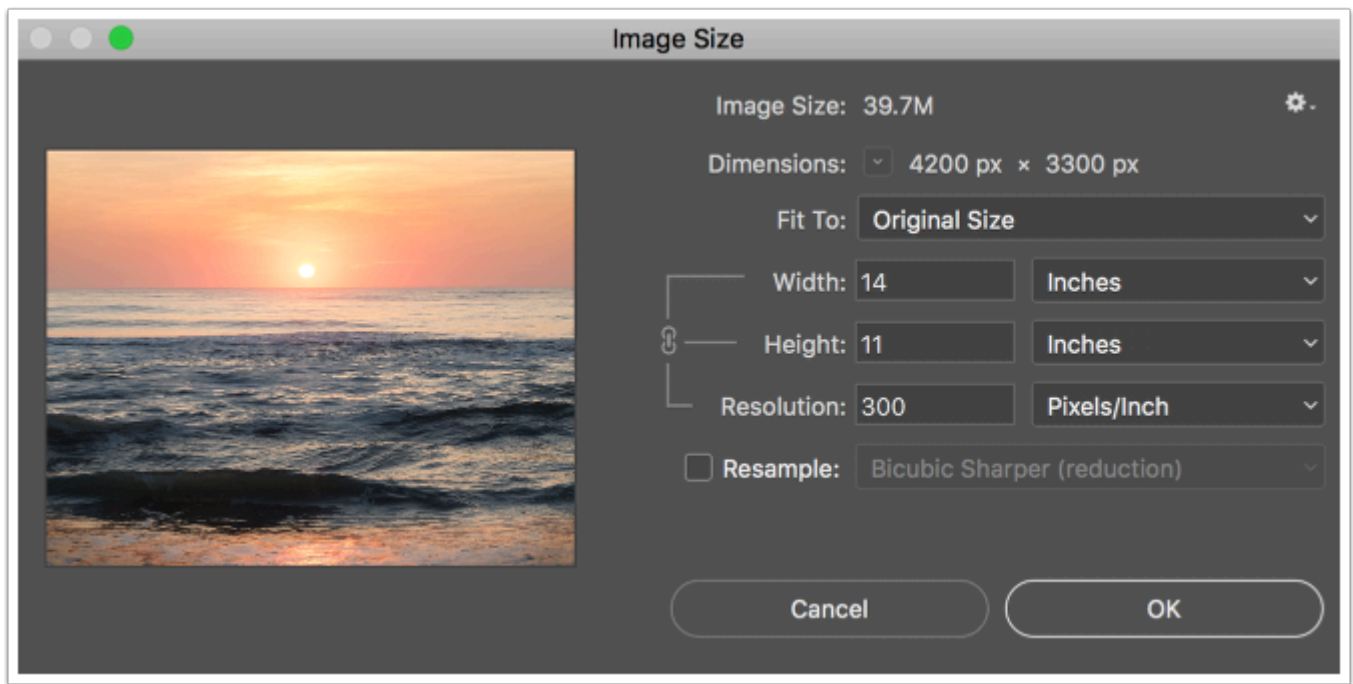 Image Size
Image Size: 39.7M
Dimensions: 4200 px × 3300 px
Fit To: Original Size
Width: 14 Inches
Height: 11 Inches
Resolution: 300 Pixels/Inch
Resample: Bicubic Sharper (reduction)
Cancel OK